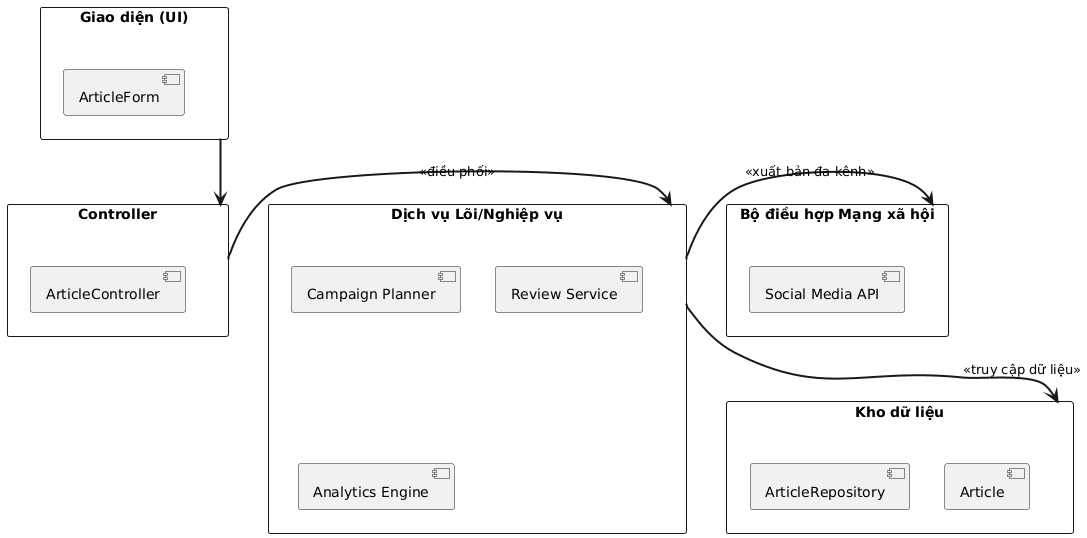 Giao diện (UI)
ArticleForm
«điều phối»
«xuất bản đa kênh»
Controller
Dịch vụ Lõi/Nghiệp vụ
Bộ điều hợp Mạng xã hội
ArticleController
Campaign Planner
Review Service
Social Media API
«truy cập dữ liệu»
Kho dữ liệu
Analytics Engine
ArticleRepository
Article